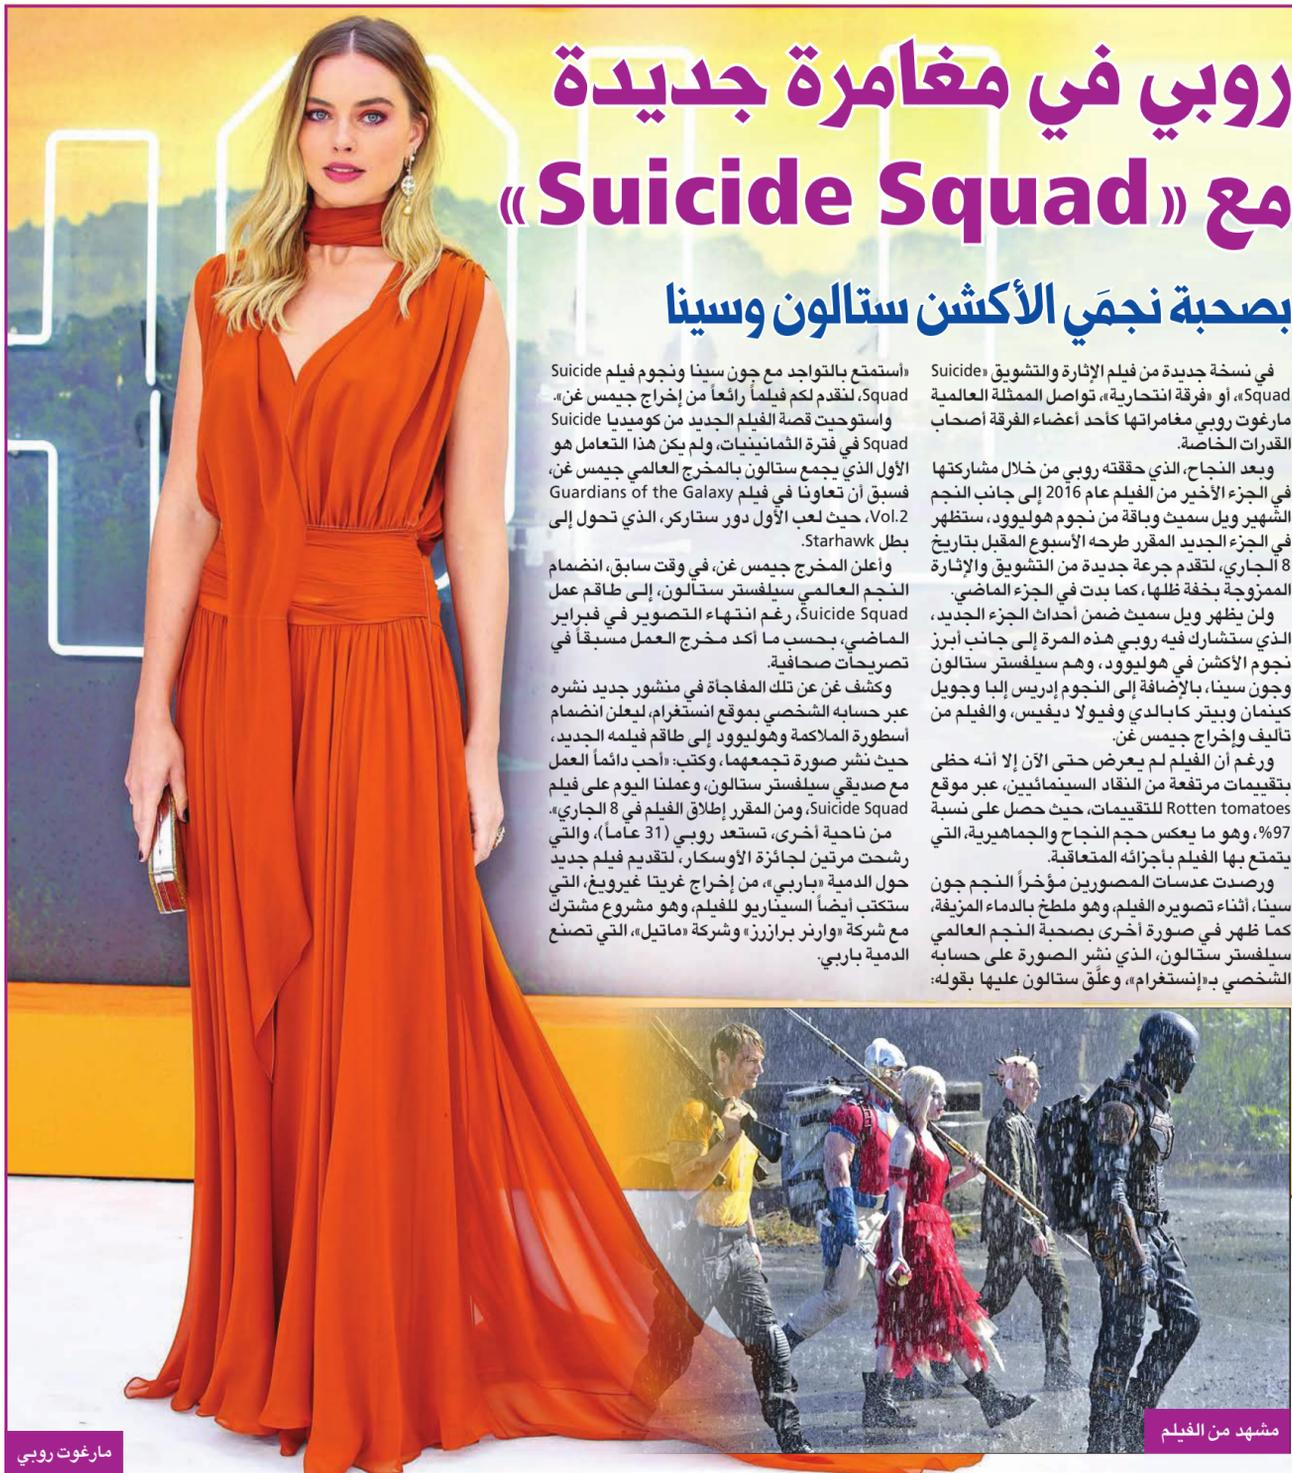 روبي في مغامرة جديدة
مع «Suicide Squad»
بصحبة نجمَي الأكشن ستالون وسينا
في نسخة جديدة من فيلم الإثارة والتشويق «Suicide
Squad»، أو «فرقة انتحارية»، تواصل الممثلة العالمية
مارغوت روبي مغامراتها كأحد أعضاء الفرقة أصحاب
القدرات الخاصة.
وبعد النجاح، الذي حققته روبي من خلال مشاركتها
في الجزء الأخير من الفيلم عام 2016 إلى جانب النجم
الشهير ويل سميث وباقة من نجوم هوليوود، ستظهر
في الجزء الجديد المقرر طرحه الأسبوع المقبل بتاريخ
8 الجاري، لتقدم جرعة جديدة من التشويق والإثارة
الممزوجة بخفة ظلها، كما بدت في الجزء الماضي.
ولن يظهر ويل سميث ضمن أحداث الجزء الجديد،
الذي ستشارك فيه روبي هذه المرة إلى جانب أبرز
نجوم الأكشن في هوليوود، وهم سيلفستر ستالون
وجون سينا، بالإضافة إلى النجوم إدريس إلبا وجويل
كينمان وبيتر كابالدي وفيولا ديفيس، والفيلم من
تأليف وإخراج جيمس غن.
ورغم أن الفيلم لم يعرض حتى الآن إلا أنه حظى
بتقييمات مرتفعة من النقاد السينمائيين، عبر موقع
Rotten tomatoes للتقييمات، حيث حصل على نسبة
97%، وهو ما يعكس حجم النجاح والجماهيرية، التي
يتمتع بها الفيلم بأجزائه المتعاقبة.
ورصدت عدسات المصورين مؤخراً النجم جون
سينا، أثناء تصويره الفيلم، وهو ملطخ بالدماء المزيفة،
كما ظهر في صورة أخرى بصحبة النجم العالمي
سيلفستر ستالون، الذي نشر الصورة على حسابه
الشخصي بـ«إنستغرام»، وعلَّق ستالون عليها بقوله:
«أستمتع بالتواجد مع جون سينا ونجوم فيلم Suicide
Squad، لنقدم لكم فيلماً رائعاً من إخراج جيمس غن».
واستوحيت قصة الفيلم الجديد من كوميديا Suicide
Squad في فترة الثمانينيات، ولم يكن هذا التعامل هو
الأول الذي يجمع ستالون بالمخرج العالمي جيمس غن،
فسبق أن تعاونا في فيلم Guardians of the Galaxy
Vol.2، حيث لعب الأول دور ستاركر، الذي تحول إلى
بطل Starhawk.
وأعلن المخرج جيمس غن، في وقت سابق، انضمام
النجم العالمي سيلفستر ستالون، إلى طاقم عمل
Suicide Squad، رغم انتهاء التصوير في فبراير
الماضي، بحسب ما أكد مخرج العمل مسبقاً في
تصريحات صحافية.
وكشف غن عن تلك المفاجأة في منشور جديد نشره
عبر حسابه الشخصي بموقع انستغرام، ليعلن انضمام
أسطورة الملاكمة وهوليوود إلى طاقم فيلمه الجديد،
حيث نشر صورة تجمعهما، وكتب: «أحب دائماً العمل
مع صديقي سيلفستر ستالون، وعملنا اليوم على فيلم
Suicide Squad، ومن المقرر إطلاق الفيلم في 8 الجاري».
من ناحية أخرى، تستعد روبي (31 عاماً)، والتي
رشحت مرتين لجائزة الأوسكار، لتقديم فيلم جديد
حول الدمية «باربي»، من إخراج غريتا غيرويغ، التي
ستكتب أيضاً السيناريو للفيلم، وهو مشروع مشترك
مع شركة «وارنر برازرز» وشركة «ماتيل»، التي تصنع
الدمية باربي.
مشهد من الفيلم
مارغوت روبي